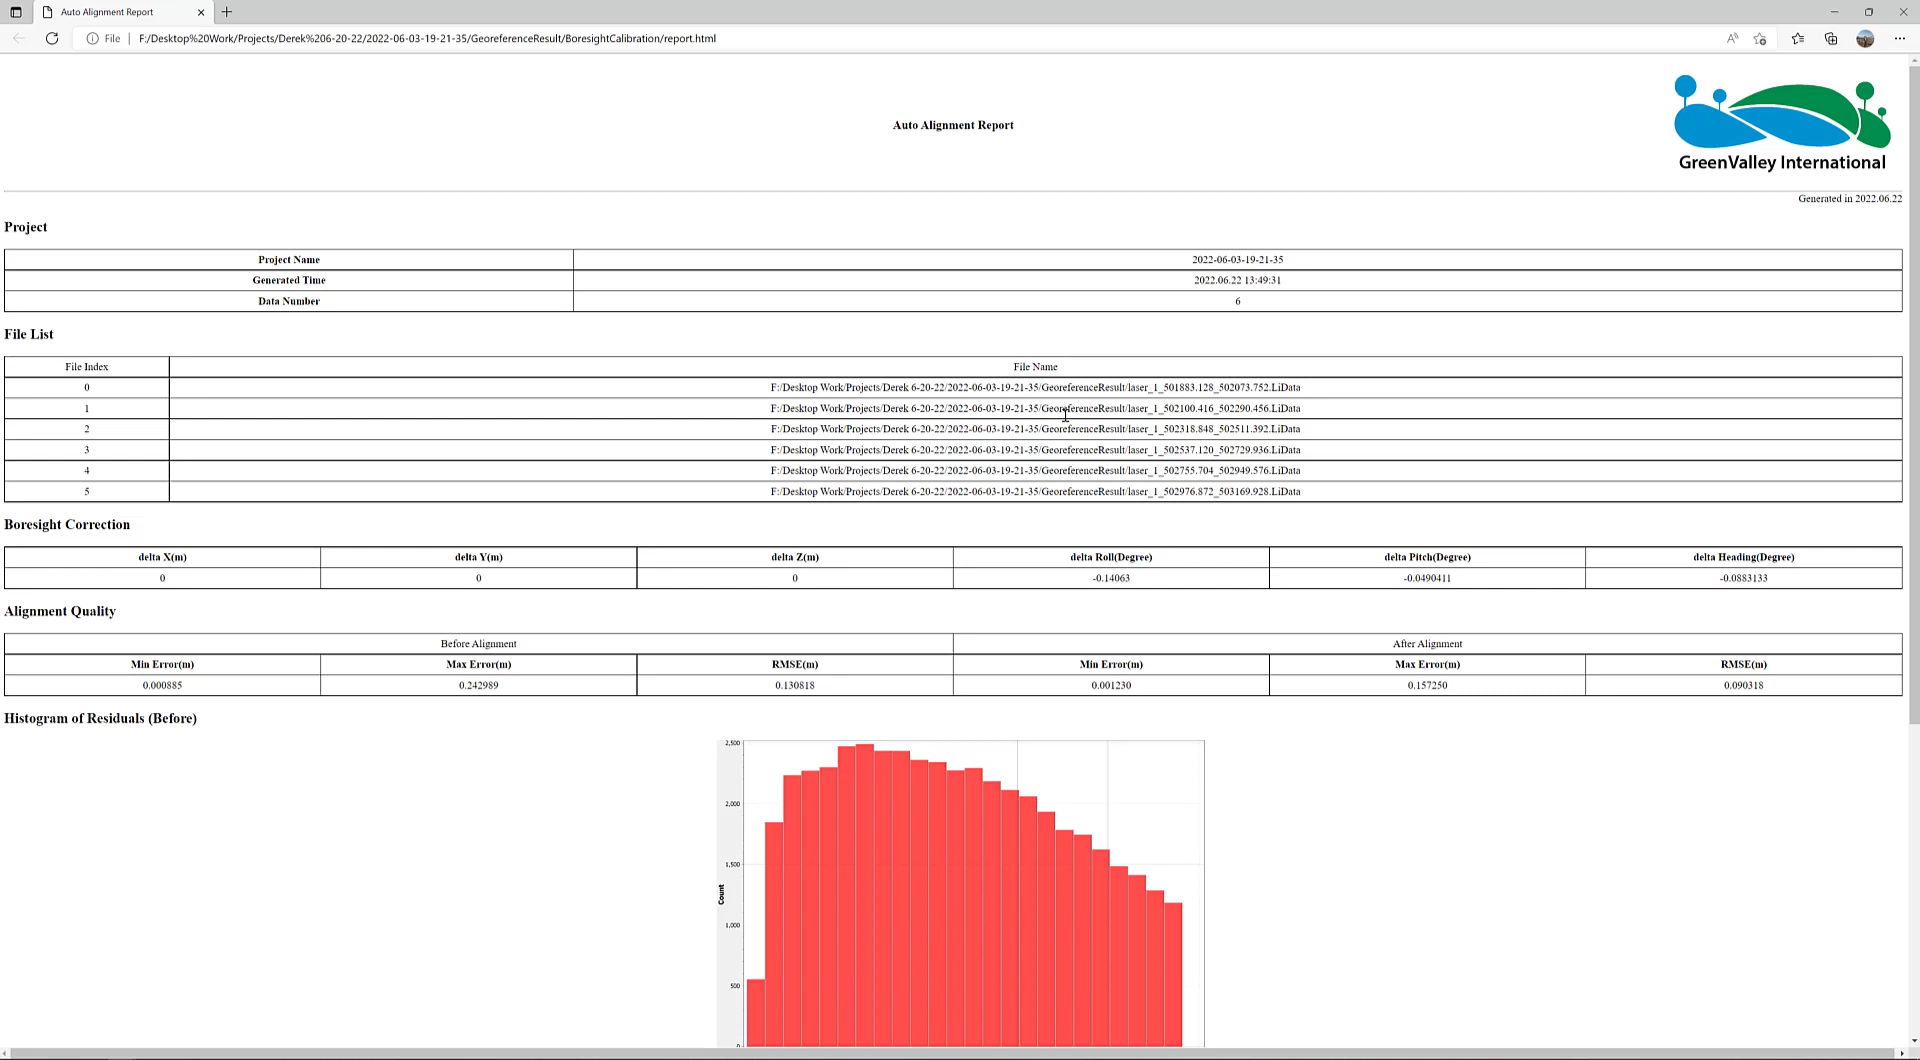 Auto Alignment Report
File
F:/Desktop%20Work/Projects/Derek%206-20-22/2022-06-03-19-21-35/GeoreferenceResult/BoresightCalibration/report.html
Auto Alignment Report
GreenValley International
Generated in 2022.06.22
Project
Project Name 2022-06-03-19-21-35
Generated Time 2022.06.22 13:49:31
Data Number 6
File List
File Index File Name
0 F:/Desktop Work/Projects/Derek 6-20-22/2022-06-03-19-21-35/GeoreferenceResult/laser_1_501883.128_502073.752.LiData
1 F:/Desktop Work/Projects/Derek 6-20-22/2022-06-03-19-21-35/GeoreferenceResult/laser_1_502100.416_502290.456.LiData
2 F:/Desktop Work/Projects/Derek 6-20-22/2022-06-03-19-21-35/GeoreferenceResult/laser_1_502318.848_502511.392.LiData
3 F:/Desktop Work/Projects/Derek 6-20-22/2022-06-03-19-21-35/GeoreferenceResult/laser_1_502537.120_502729.936.LiData
4 F:/Desktop Work/Projects/Derek 6-20-22/2022-06-03-19-21-35/GeoreferenceResult/laser_1_502755.704_502949.576.LiData
5 F:/Desktop Work/Projects/Derek 6-20-22/2022-06-03-19-21-35/GeoreferenceResult/laser_1_502976.872_503169.928.LiData
Boresight Correction
delta X(m) delta Y(m) delta Z(m) delta Roll(Degree) delta Pitch(Degree) delta Heading(Degree)
0 0 0 -0.14063 -0.0490411 -0.0883133
Alignment Quality
Before Alignment After Alignment
Min Error(m) Max Error(m) RMSE(m) Min Error(m) Max Error(m) RMSE(m)
0.000885 0.242989 0.130818 0.001230 0.157250 0.090318
Histogram of Residuals (Before)
2,500
2,000
1,500
Count
1,000
500
0